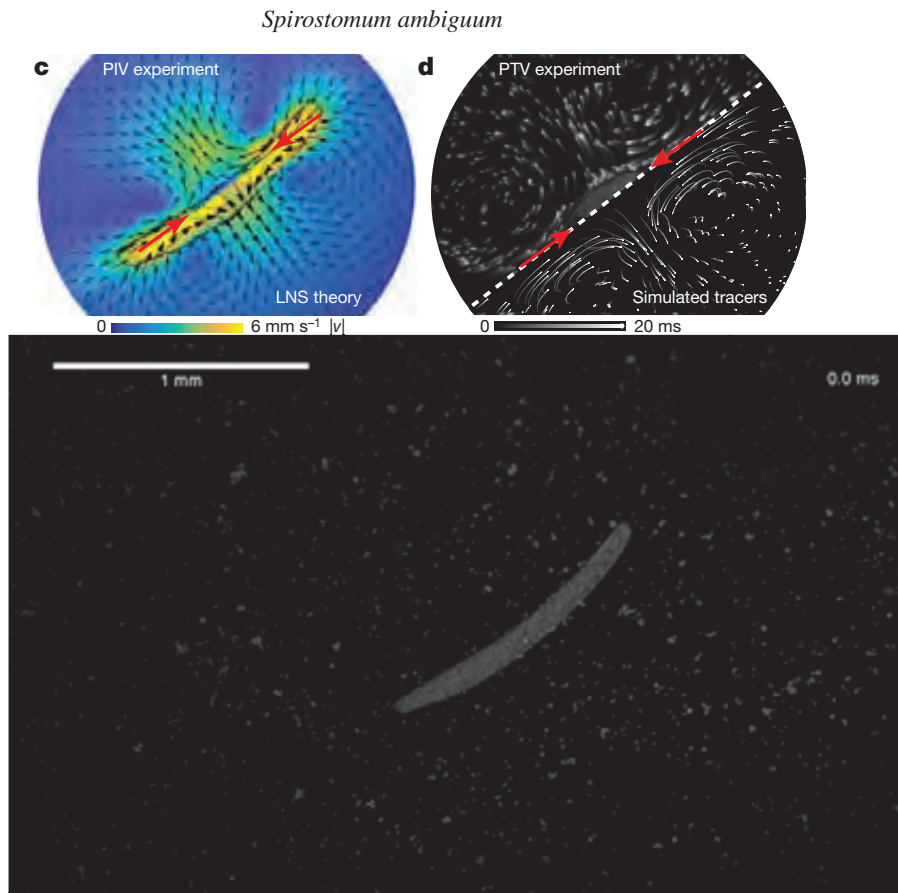 Spirostomum ambiguum
c PIV experiment
d PTV experiment
LNS theory
Simulated tracers
0 6 mm s⁻¹ |v|
0 20 ms
1 mm
0.0 ms